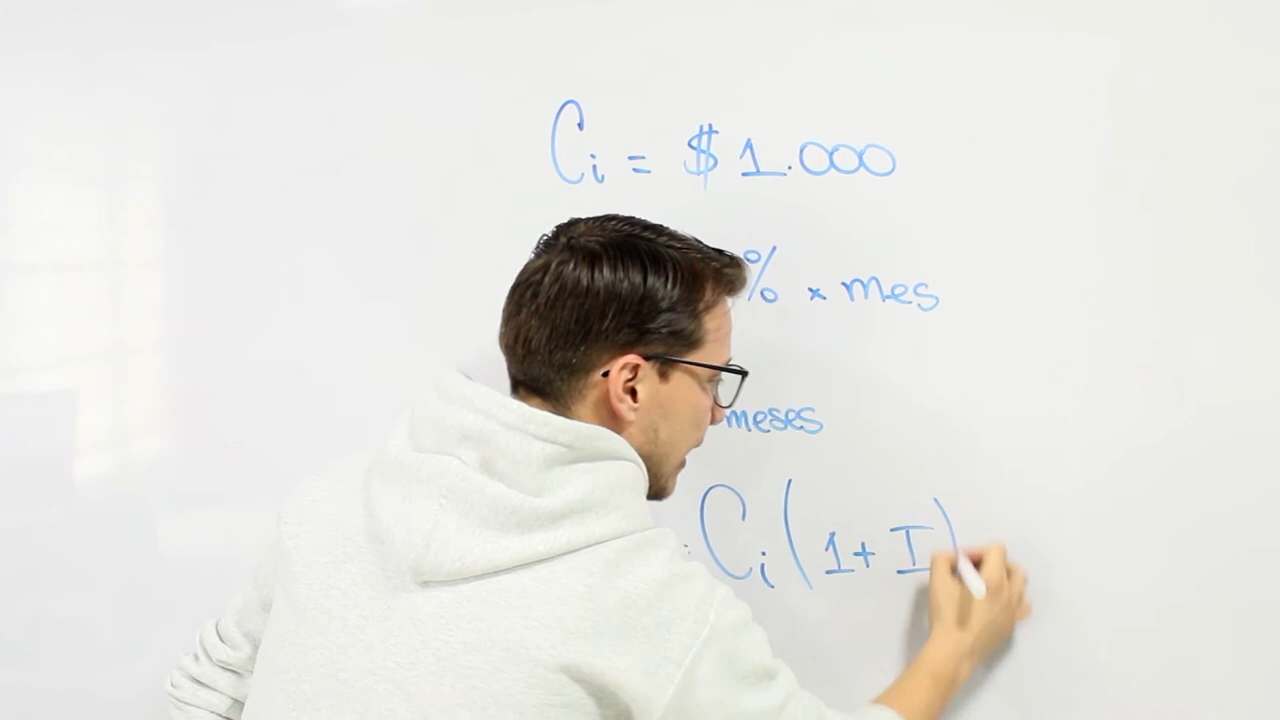 Ci = $ 1.000
% x mes
meses
Ci (1 + I)